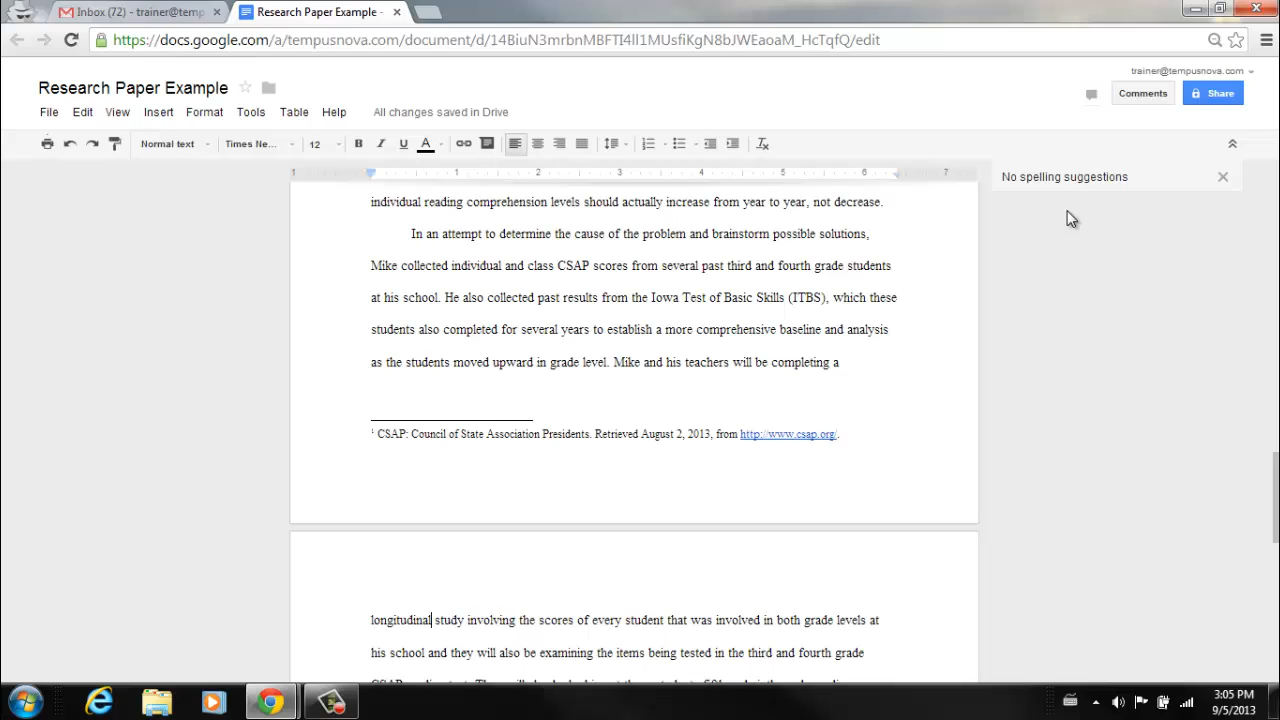 Inbox (72) - trainer@temp
Research Paper Example -
https://docs.google.com/a/tempusnova.com/document/d/14BiuN3mrbnMBFTI4ll1MUsfiKgN8bJWEaoaM_HcTqfQ/edit
trainer@tempusnova.com
Research Paper Example
Comments
Share
File Edit View Insert Format Tools Table Help All changes saved in Drive
Normal text Times Ne... 12 B I U A
1 1 2 3 4 5 6 7
No spelling suggestions
individual reading comprehension levels should actually increase from year to year, not decrease.
In an attempt to determine the cause of the problem and brainstorm possible solutions,
Mike collected individual and class CSAP scores from several past third and fourth grade students
at his school. He also collected past results from the Iowa Test of Basic Skills (ITBS), which these
students also completed for several years to establish a more comprehensive baseline and analysis
as the students moved upward in grade level. Mike and his teachers will be completing a
1 CSAP: Council of State Association Presidents. Retrieved August 2, 2013, from http://www.csap.org/.
longitudinal study involving the scores of every student that was involved in both grade levels at
his school and they will also be examining the items being tested in the third and fourth grade
3:05 PM
9/5/2013